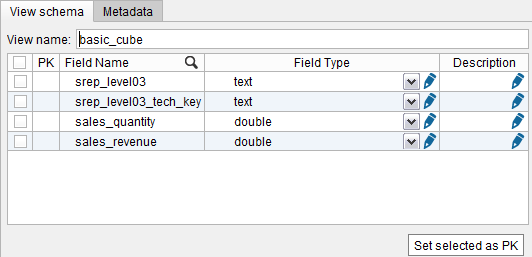 View schema Metadata
View name: basic_cube
PK Field Name Field Type Description
srep_level03 text
srep_level03_tech_key text
sales_quantity double
sales_revenue double
Set selected as PK